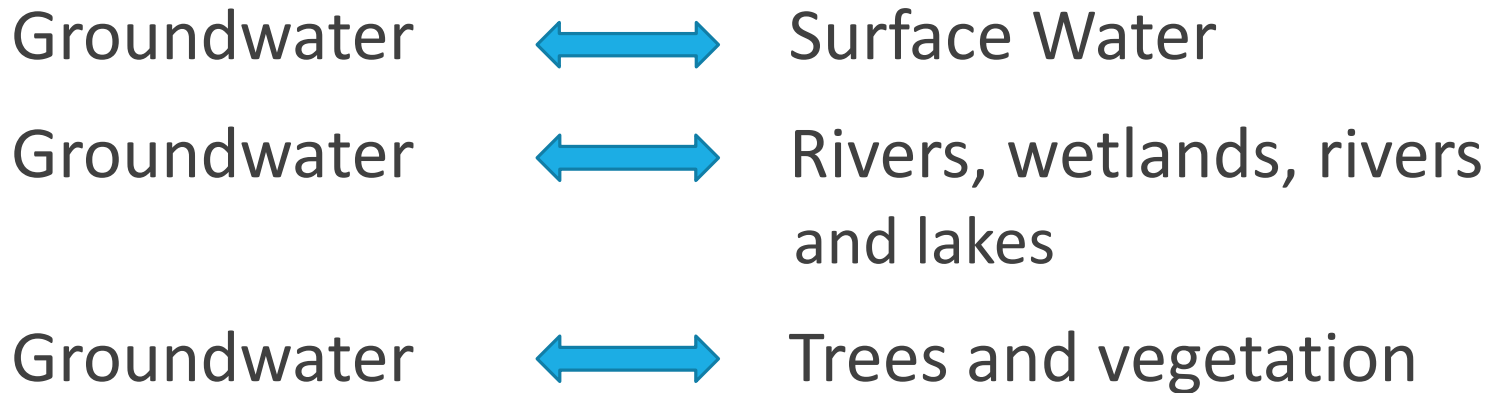 Groundwater Surface Water
Groundwater Rivers, wetlands, rivers
and lakes
Groundwater Trees and vegetation